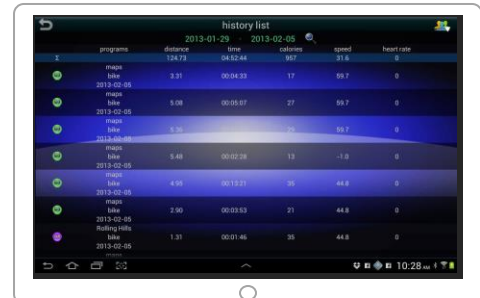 history list
2013-01-29 - 2013-02-05
programs distance time calories speed heart rate
Σ 124.73 04:52:44 957 31.6 0
maps
bike 3.31 00:04:33 17 59.7 0
2013-02-05
maps
bike 5.08 00:05:07 27 59.7 0
2013-02-05
maps
bike 59.7 0
2013-02-05
maps
bike 5.48 00:02:28 13 -1.0 0
2013-02-05
maps
bike 4.98 35 44.8 0
2013-02-05
maps
bike 2.90 00:03:53 21 44.8 0
2013-02-05
Rolling Hills
bike 1.31 00:01:46 35 44.8 0
2013-02-05
maps
10:28 AM